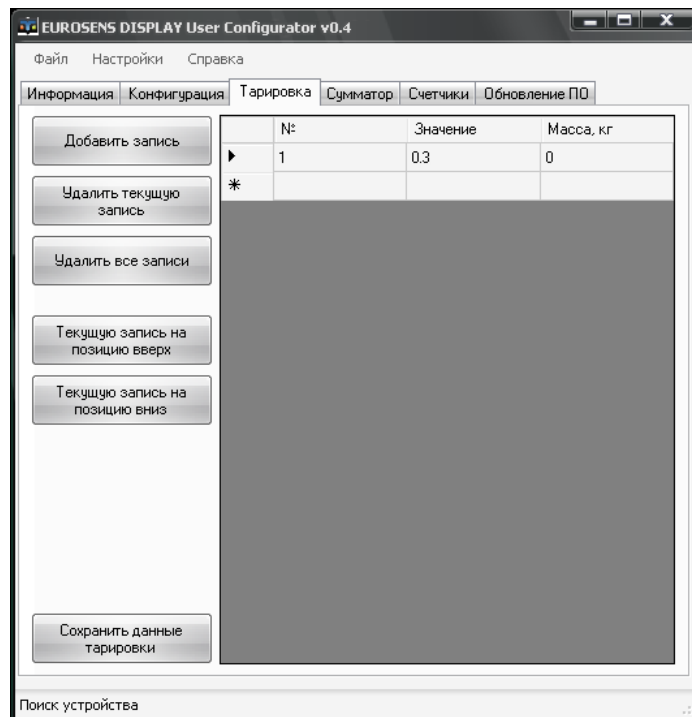 EUROSENS DISPLAY User Configurator v0.4
Файл Настройки Справка
Информация Конфигурация Тарировка Сумматор Счетчики Обновление ПО
Добавить запись
Удалить текущую
запись
Удалить все записи
Текущую запись на
позицию вверх
Текущую запись на
позицию вниз
Сохранить данные
тарировки
№ Значение Масса, кг
1 0.3 0
Поиск устройства